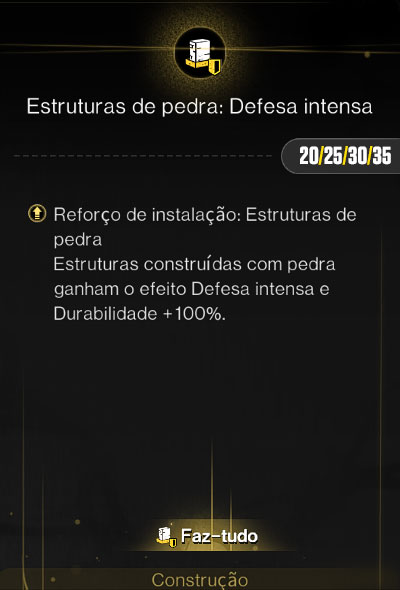 Estruturas de pedra: Defesa intensa
20/25/30/35
Reforço de instalação: Estruturas de
pedra
Estruturas construídas com pedra
ganham o efeito Defesa intensa e
Durabilidade +100%.
Faz-tudo
Construção